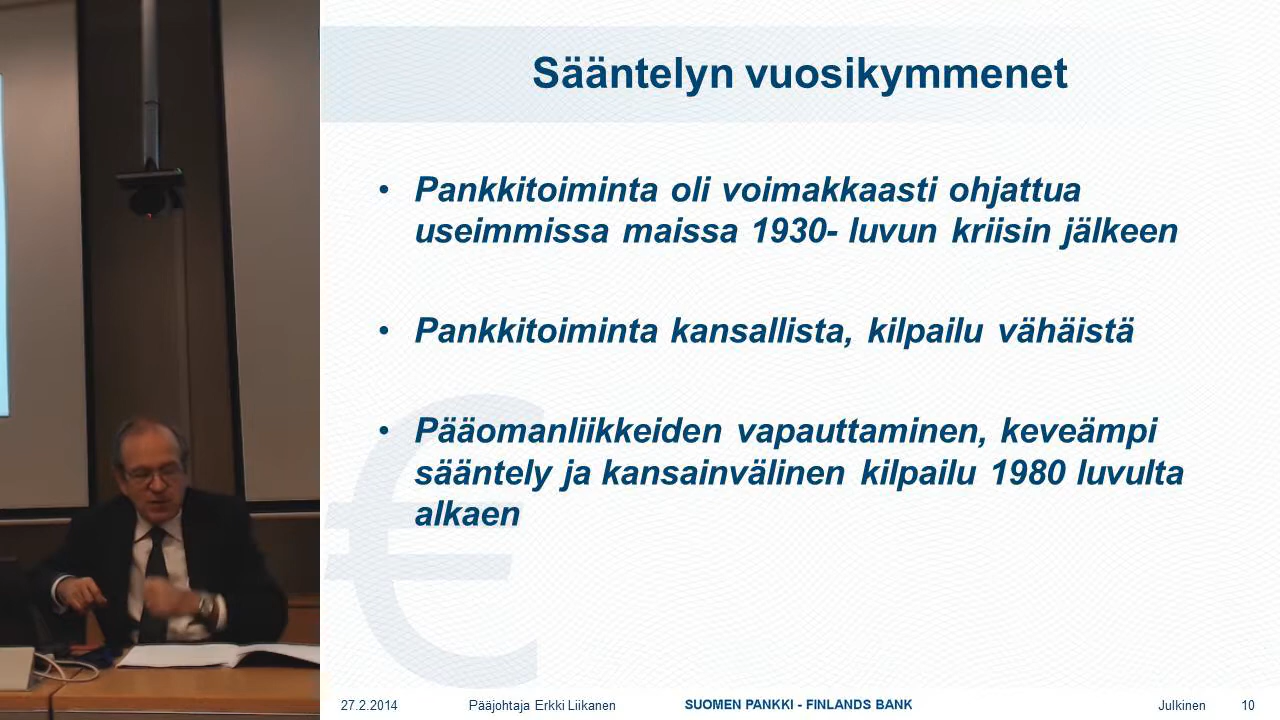 Sääntelyn vuosikymmenet
• Pankkitoiminta oli voimakkaasti ohjattua
useimmissa maissa 1930- luvun kriisin jälkeen
• Pankkitoiminta kansallista, kilpailu vähäistä
• Pääomanliikkeiden vapauttaminen, keveämpi
sääntely ja kansainvälinen kilpailu 1980 luvulta
alkaen
€
27.2.2014 Pääjohtaja Erkki Liikanen SUOMEN PANKKI - FINLANDS BANK Julkinen 10